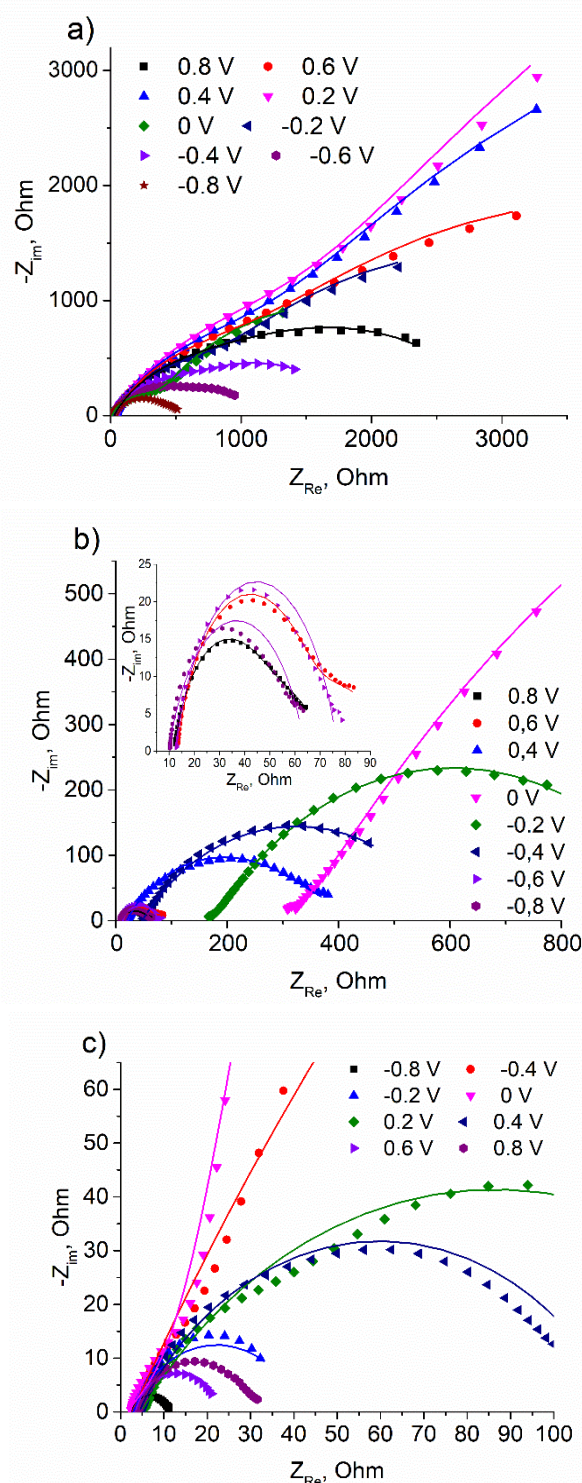 a)
0.8 V 0.6 V
0.4 V 0.2 V
0 V -0.2 V
-0.4 V -0.6 V
-0.8 V
-Z_im, Ohm
3000
2000
1000
0
0 1000 2000 3000
Z_Re, Ohm
b)
-Z_im, Ohm
500
400
300
200
100
0
0 200 400 600 800
Z_Re, Ohm
-Z_im, Ohm
25
20
15
10
5
0
10 20 30 40 50 60 70 80 90
Z_Re, Ohm
0.8 V
0,6 V
0,4 V
0 V
-0.2 V
-0,4 V
-0,6 V
-0,8 V
c)
-Z_im, Ohm
60
50
40
30
20
10
0
0 10 20 30 40 50 60 70 80 90 100
Z_Re, Ohm
-0.8 V -0.4 V
-0.2 V 0 V
0.2 V 0.4 V
0.6 V 0.8 V